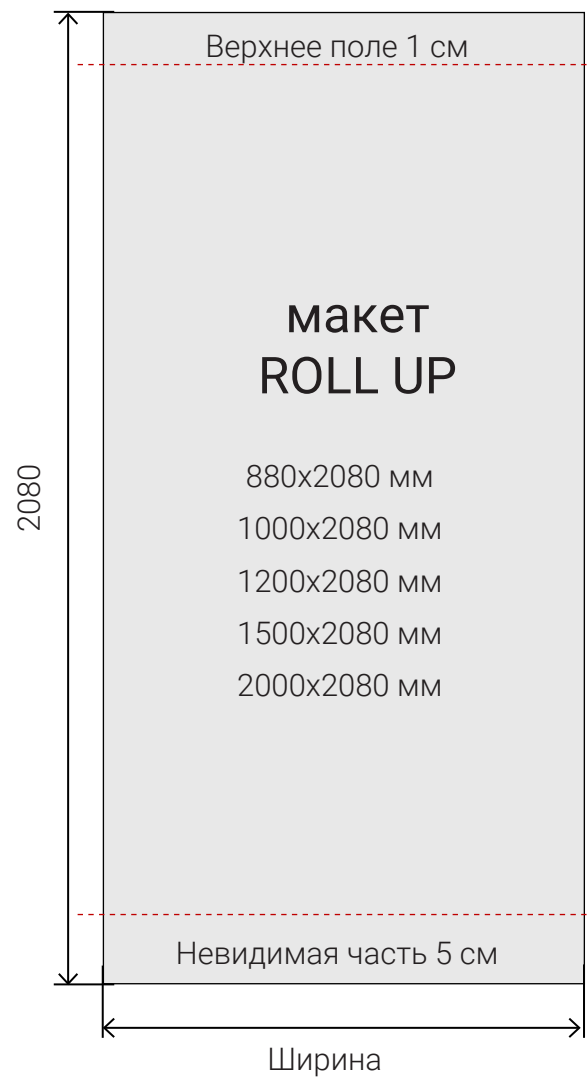 Верхнее поле 1 см
макет
ROLL UP
880x2080 мм
1000x2080 мм
1200x2080 мм
1500x2080 мм
2000x2080 мм
2080
Невидимая часть 5 см
Ширина